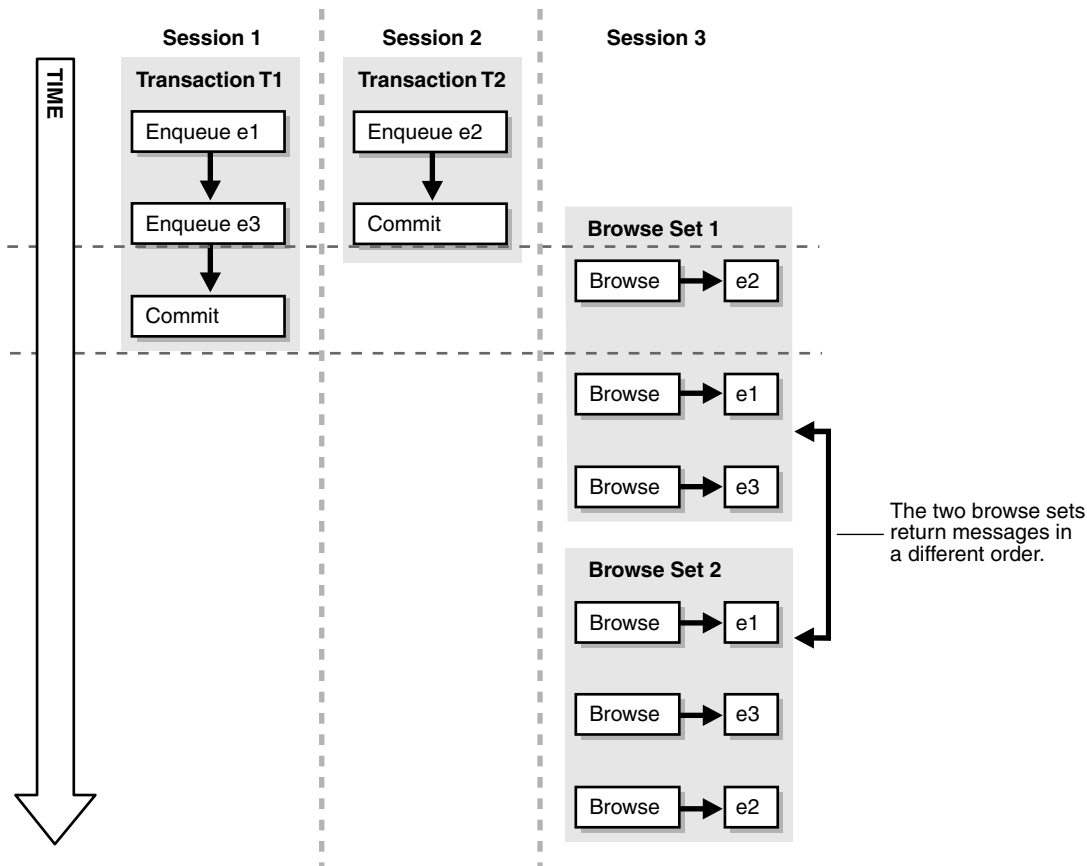 Session 1
Session 2
Session 3
TIME
Transaction T1
Enqueue e1
Enqueue e3
Commit
Transaction T2
Enqueue e2
Commit
Browse Set 1
Browse
e2
Browse
e1
Browse
e3
The two browse sets
return messages in
a different order.
Browse Set 2
Browse
e1
Browse
e3
Browse
e2